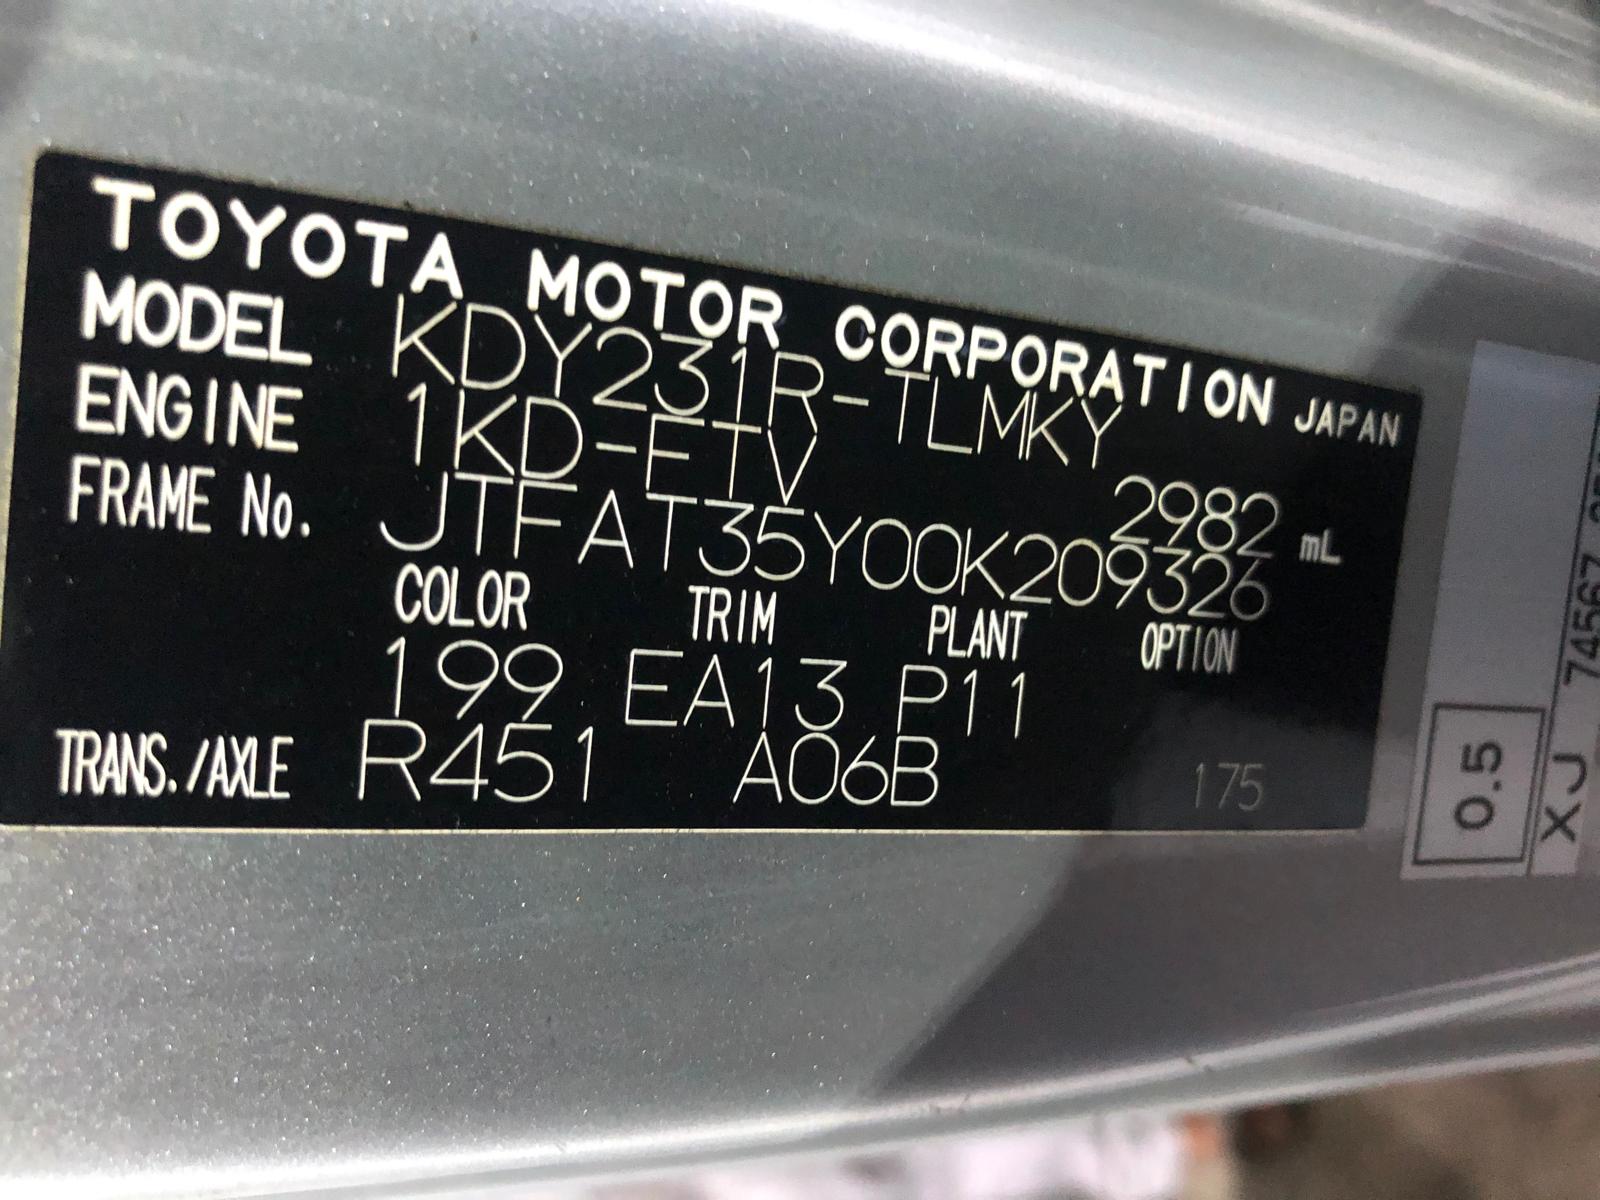 TOYOTA MOTOR CORPORATION JAPAN
MODEL KDY231R-TLMKY
ENGINE 1KD-FTV 2982 mL
FRAME No. JTFAT35Y00K209326
COLOR TRIM PLANT OPTION
199 EA13 P11
TRANS./AXLE R451 A06B 175
0.5
XJ 74567